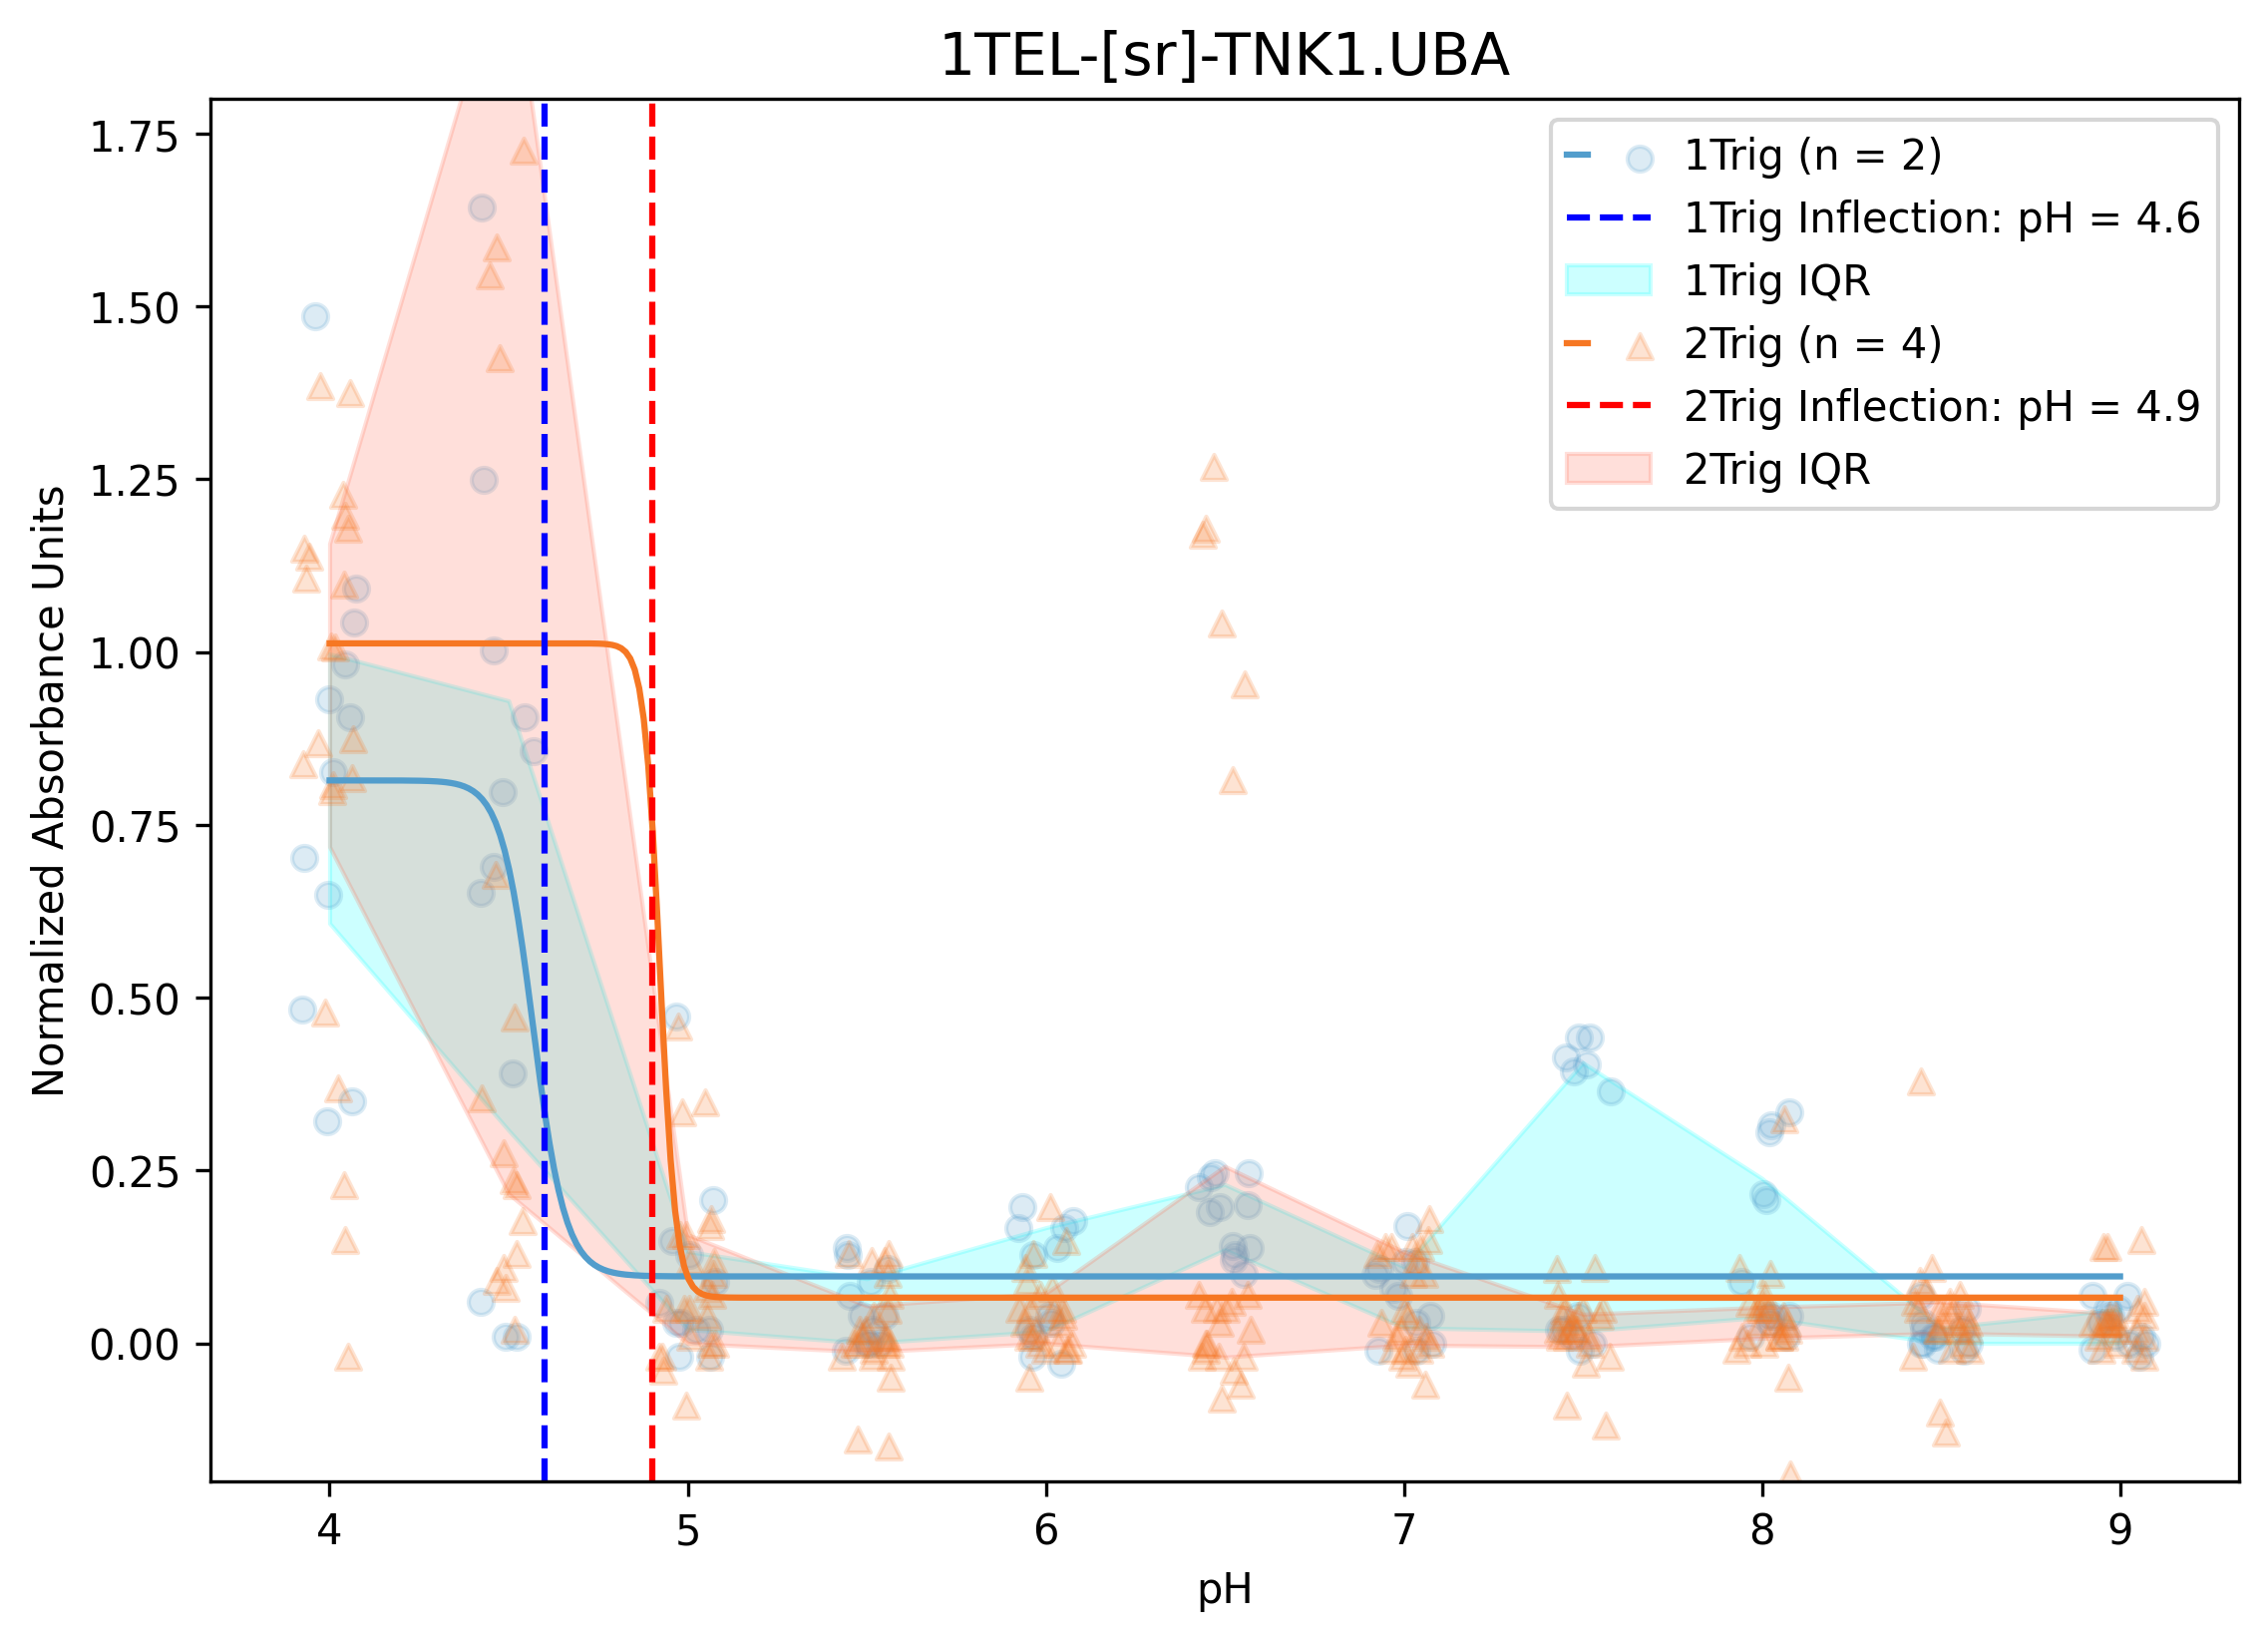 1TEL-[sr]-TNK1.UBA
1Trig (n = 2)
1Trig Inflection: pH = 4.6
1Trig IQR
2Trig (n = 4)
2Trig Inflection: pH = 4.9
2Trig IQR
Normalized Absorbance Units
1.75
1.50
1.25
1.00
0.75
0.50
0.25
0.00
4 5 6 7 8 9
pH